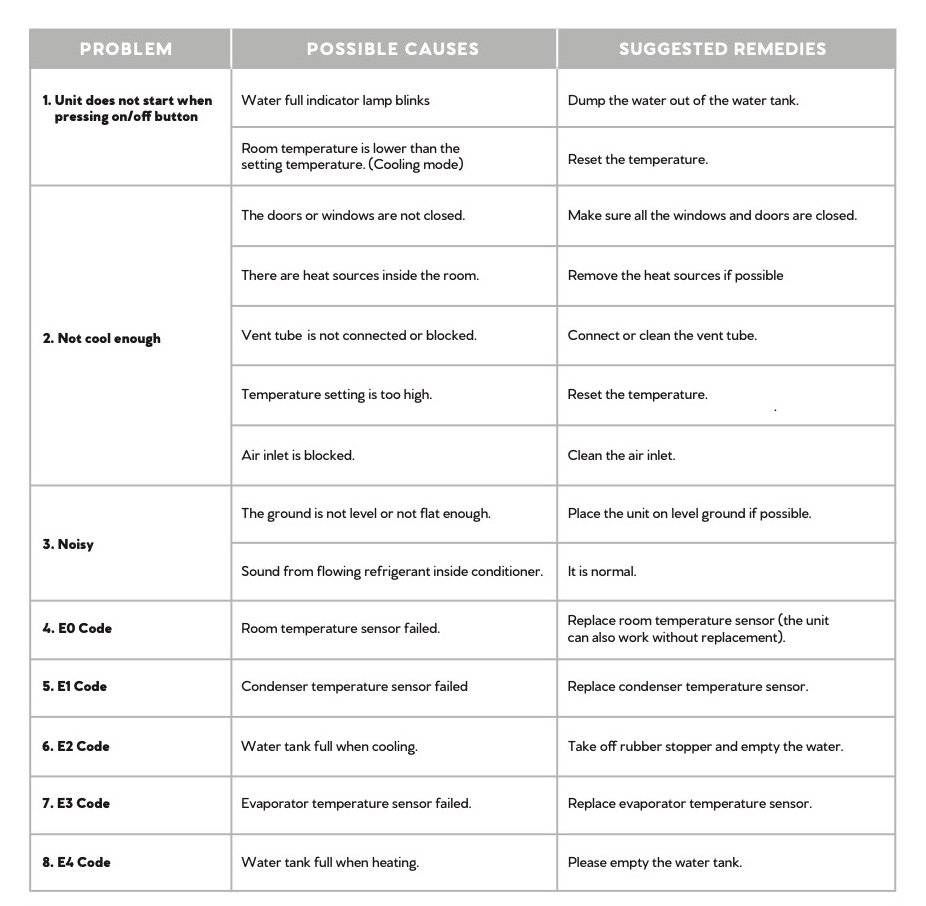 PROBLEM POSSIBLE CAUSES SUGGESTED REMEDIES
1. Unit does not start when
pressing on/off button
Water full indicator lamp blinks
Dump the water out of the water tank.
Room temperature is lower than the
setting temperature. (Cooling mode)
Reset the temperature.
2. Not cool enough
The doors or windows are not closed.
Make sure all the windows and doors are closed.
There are heat sources inside the room.
Remove the heat sources if possible
Vent tube is not connected or blocked.
Connect or clean the vent tube.
Temperature setting is too high.
Reset the temperature.
.
Air inlet is blocked.
Clean the air inlet.
3. Noisy
The ground is not level or not flat enough.
Place the unit on level ground if possible.
Sound from flowing refrigerant inside conditioner.
It is normal.
4. E0 Code
Room temperature sensor failed.
Replace room temperature sensor (the unit
can also work without replacement).
5. E1 Code
Condenser temperature sensor failed
Replace condenser temperature sensor.
6. E2 Code
Water tank full when cooling.
Take off rubber stopper and empty the water.
7. E3 Code
Evaporator temperature sensor failed.
Replace evaporator temperature sensor.
8. E4 Code
Water tank full when heating.
Please empty the water tank.